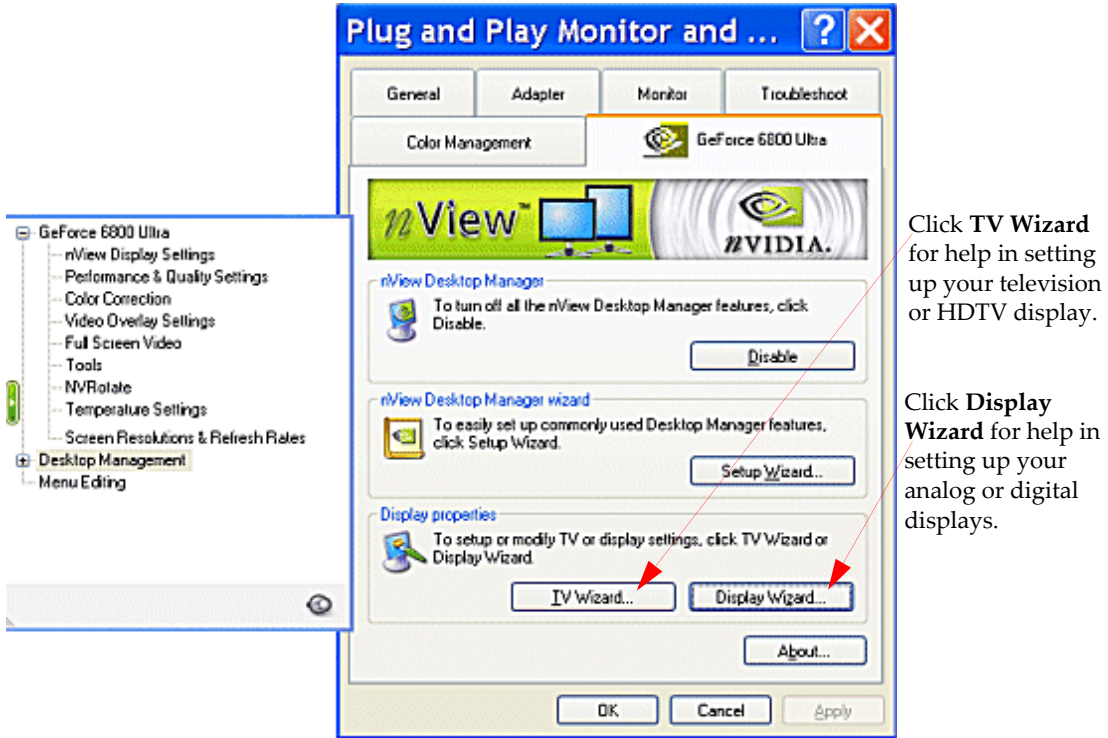 Plug and Play Monitor and ...
General
Adapter
Monitor
Troubleshoot
Color Management
GeForce 6800 Ultra
nView™
nVIDIA.
nView Desktop Manager
To turn off all the nView Desktop Manager features, click
Disable.
Disable
nView Desktop Manager wizard
To easily set up commonly used Desktop Manager features,
click Setup Wizard.
Setup Wizard...
Display properties
To setup or modify TV or display settings, click TV Wizard or
Display Wizard.
TV Wizard...
Display Wizard...
About...
OK
Cancel
Apply
GeForce 6800 Ultra
nView Display Settings
Performance & Quality Settings
Color Correction
Video Overlay Settings
Full Screen Video
Tools
NVRotate
Temperature Settings
Screen Resolutions & Refresh Rates
Desktop Management
Menu Editing
Click TV Wizard
for help in setting
up your television
or HDTV display.
Click Display
Wizard for help in
setting up your
analog or digital
displays.